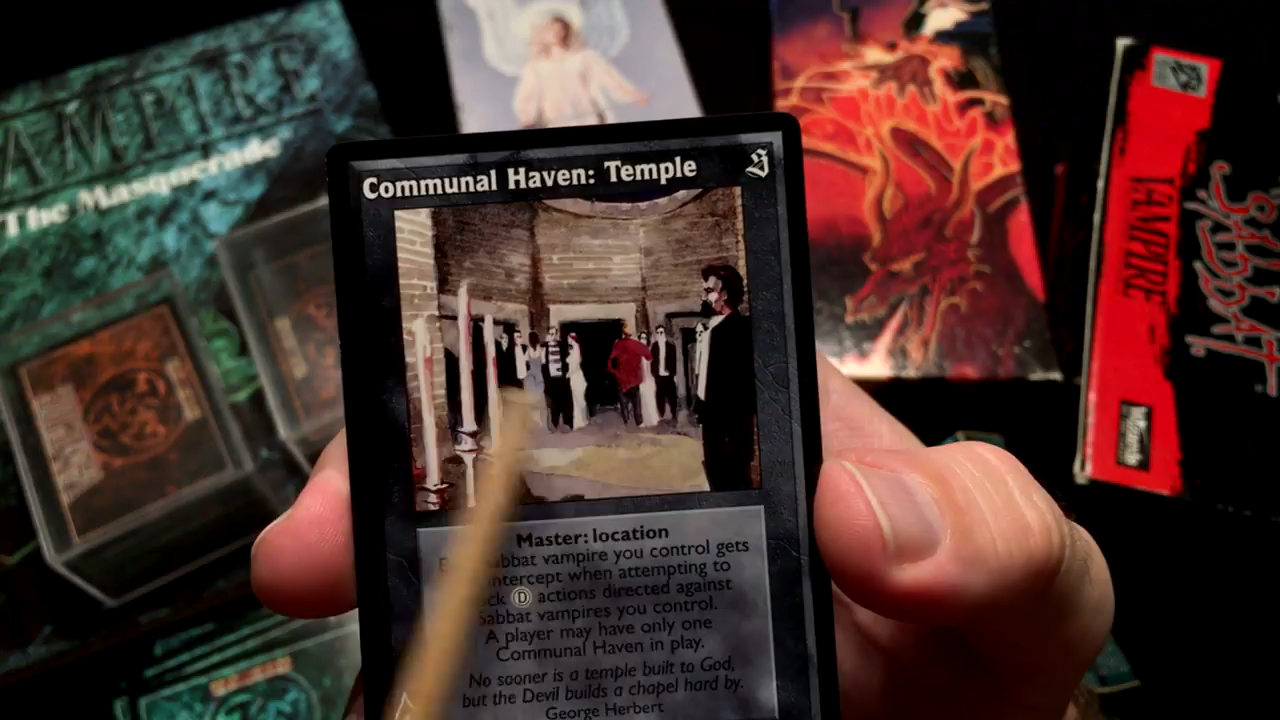 VAMPIRE
The Masquerade
Communal Haven: Temple
Master: location
Sabbat vampire you control gets
intercept when attempting to
D actions directed against
Sabbat vampires you control.
A player may have only one
Communal Haven in play.
No sooner is a temple built to God,
but the Devil builds a chapel hard by.
George Herbert
VAMPIRE
SABBAT